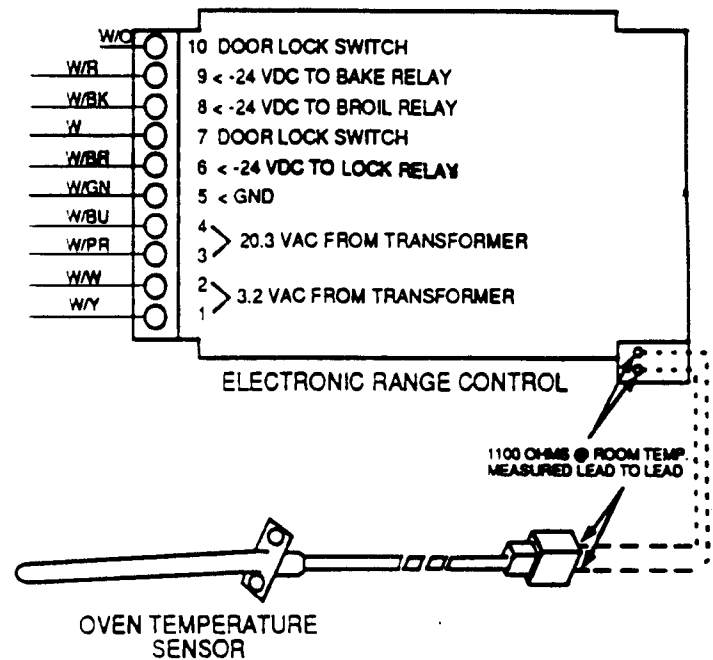 W/O 10 DOOR LOCK SWITCH
W/R 9 < -24 VDC TO BAKE RELAY
W/BK 8 < -24 VDC TO BROIL RELAY
W 7 DOOR LOCK SWITCH
W/BR 6 < -24 VDC TO LOCK RELAY
W/GN 5 < GND
W/BU 4
W/PR 3
> 20.3 VAC FROM TRANSFORMER
W/W 2
W/Y 1
> 3.2 VAC FROM TRANSFORMER
ELECTRONIC RANGE CONTROL
1100 OHMS @ ROOM TEMP.
MEASURED LEAD TO LEAD
OVEN TEMPERATURE
SENSOR